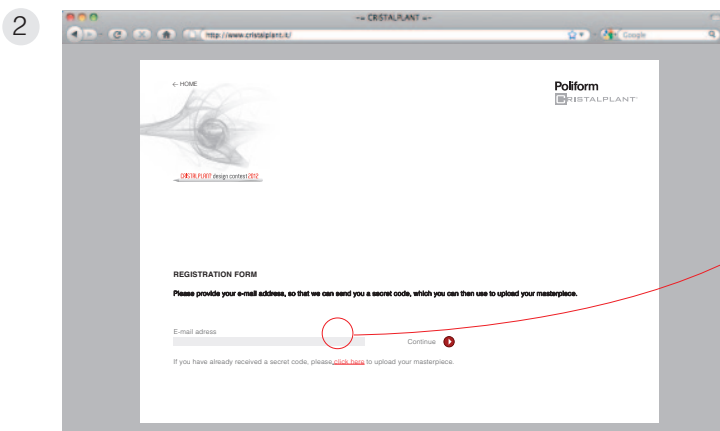 2
-= CRISTALPLANT =-
http://www.cristalplant.it/
Google
← HOME
Poliform
CRISTALPLANT
CRISTALPLANT design contest 2012
REGISTRATION FORM
Please provide your e-mail address, so that we can send you a secret code, which you can then use to upload your masterpiece.
E-mail adress
Continue
If you have already received a secret code, please click here to upload your masterpiece.